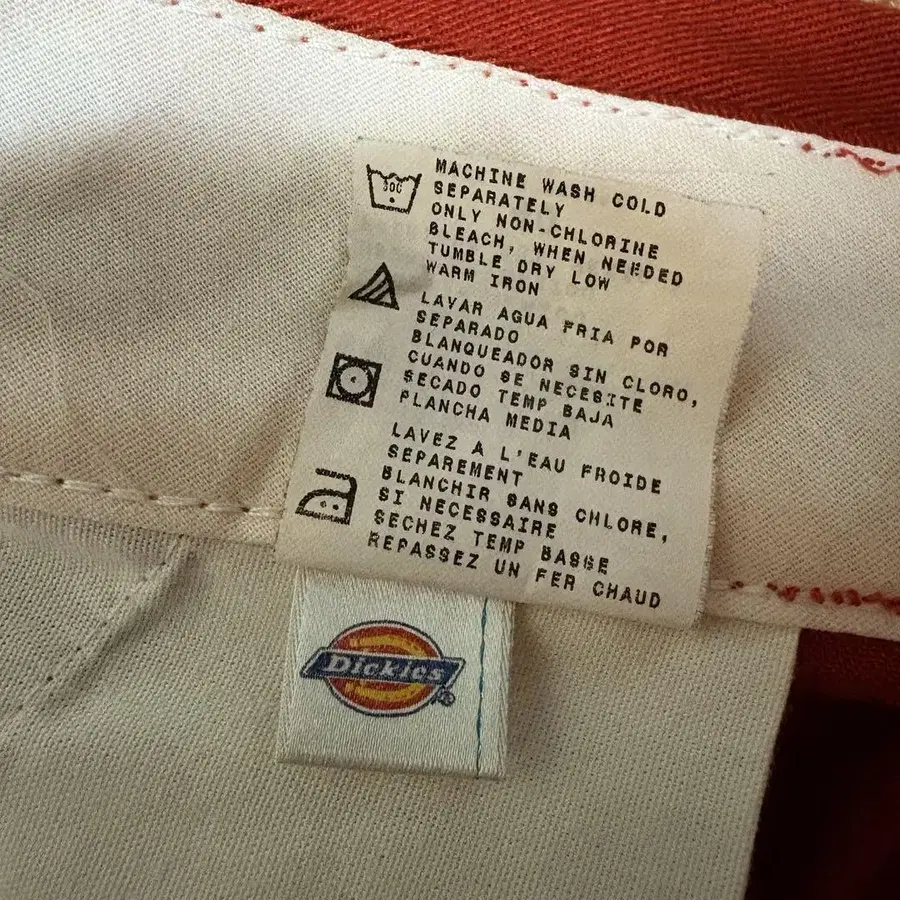 30C
MACHINE WASH COLD
SEPARATELY
ONLY NON-CHLORINE
BLEACH, WHEN NEEDED
TUMBLE DRY LOW
WARM IRON
LAVAR AGUA FRIA POR
SEPARADO
BLANQUEADOR SIN CLORO,
CUANDO SE NECESITE
SECADO TEMP BAJA
PLANCHA MEDIA
LAVEZ A L'EAU FROIDE
SEPAREMENT
BLANCHIR SANS CHLORE,
SI NECESSAIRE
SECHEZ TEMP BASSE
REPASSEZ UN FER CHAUD
Dickies®